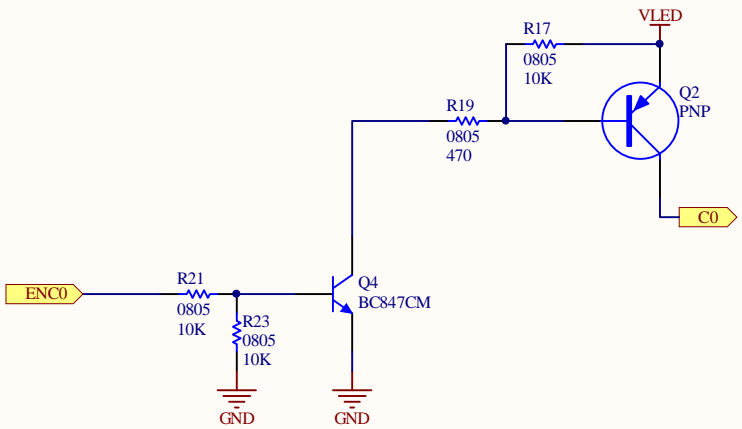 VLED
R17
0805
10K
Q2
PNP
R19
0805
470
C0
R21
0805
10K
ENC0
Q4
BC847CM
R23
0805
10K
GND
GND